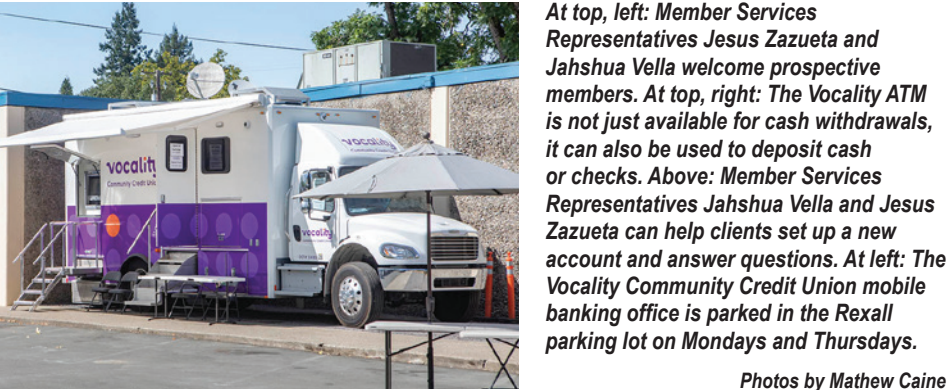 vocality
Community Credit Union
vocality
vocality
At top, left: Member Services
Representatives Jesus Zazueta and
Jahshua Vella welcome prospective
members. At top, right: The Vocality ATM
is not just available for cash withdrawals,
it can also be used to deposit cash
or checks. Above: Member Services
Representatives Jahshua Vella and Jesus
Zazueta can help clients set up a new
account and answer questions. At left: The
Vocality Community Credit Union mobile
banking office is parked in the Rexall
parking lot on Mondays and Thursdays.
Photos by Mathew Caine